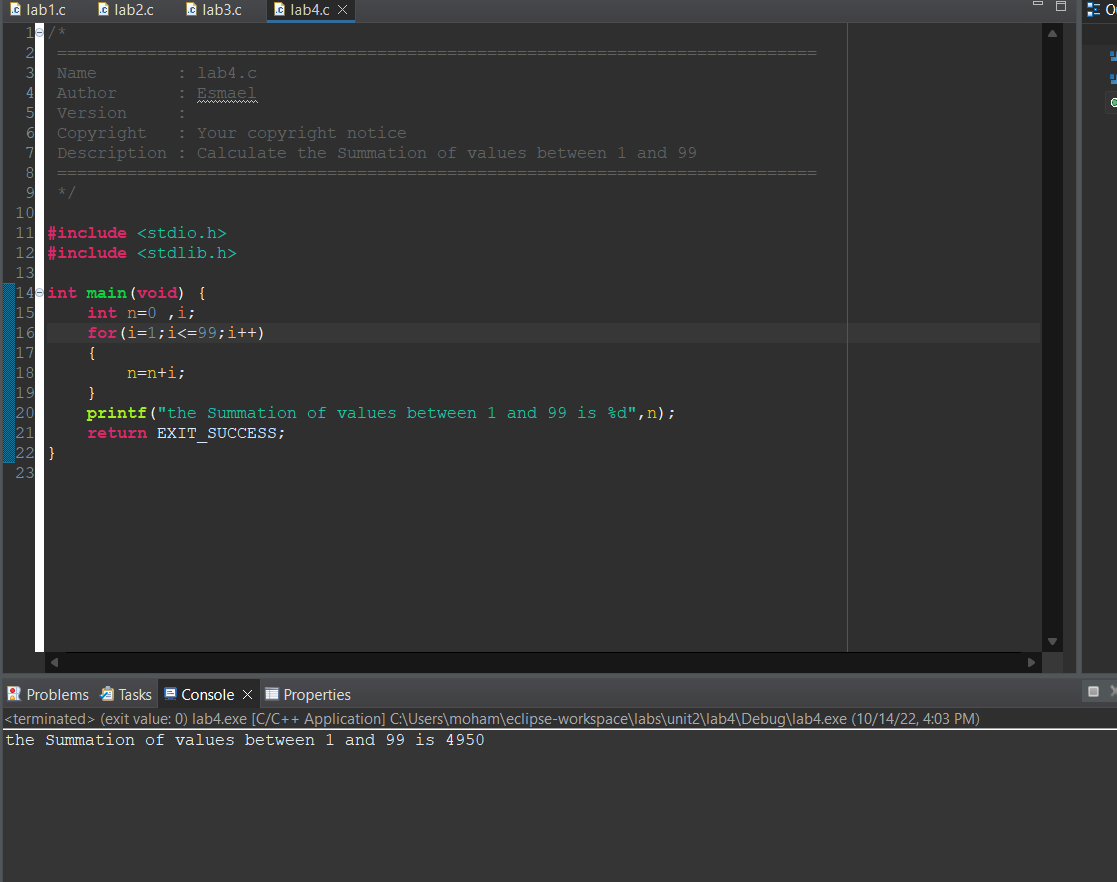 lab1.c lab2.c lab3.c lab4.c
1 /*
2 ============================================================================
3 Name : lab4.c
4 Author : Esmael
5 Version :
6 Copyright : Your copyright notice
7 Description : Calculate the Summation of values between 1 and 99
8 ============================================================================
9 */
10
11 #include <stdio.h>
12 #include <stdlib.h>
13
14 int main(void) {
15 int n=0 ,i;
16 for(i=1;i<=99;i++)
17 {
18 n=n+i;
19 }
20 printf("the Summation of values between 1 and 99 is %d",n);
21 return EXIT_SUCCESS;
22 }
23
Problems Tasks Console Properties
<terminated> (exit value: 0) lab4.exe [C/C++ Application] C:\Users\moham\eclipse-workspace\labs\unit2\lab4\Debug\lab4.exe (10/14/22, 4:03 PM)
the Summation of values between 1 and 99 is 4950